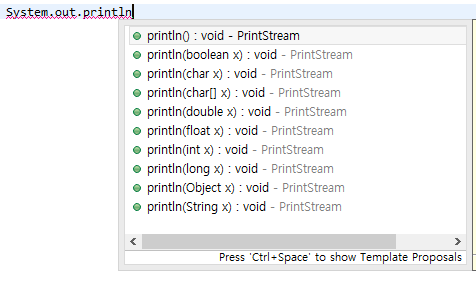 System.out.println
println() : void - PrintStream
println(boolean x) : void - PrintStream
println(char x) : void - PrintStream
println(char[] x) : void - PrintStream
println(double x) : void - PrintStream
println(float x) : void - PrintStream
println(int x) : void - PrintStream
println(long x) : void - PrintStream
println(Object x) : void - PrintStream
println(String x) : void - PrintStream
Press 'Ctrl+Space' to show Template Proposals